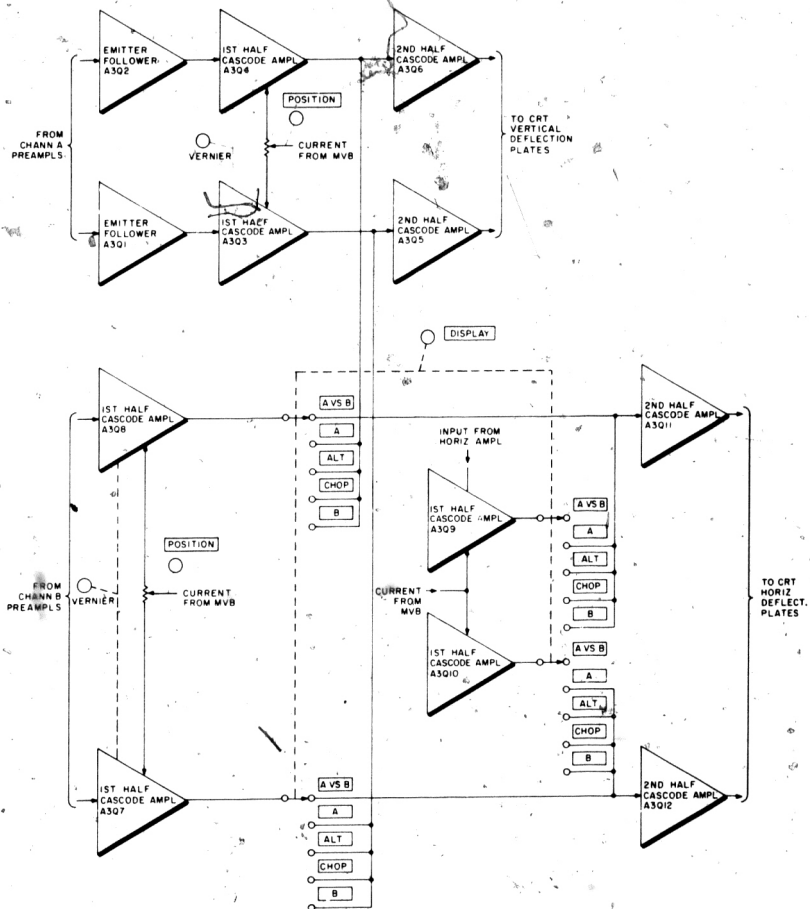 EMITTER
FOLLOWER
A3Q2
1ST HALF
CASCODE AMPL
A3Q4
2ND HALF
CASCODE AMPL
A3Q6
POSITION
FROM
CHANN A
PREAMPLS
VERNIER
CURRENT
FROM MVB
TO CRT
VERTICAL
DEFLECTION
PLATES
EMITTER
FOLLOWER
A3Q1
1ST HALF
CASCODE AMPL
A3Q3
2ND HALF
CASCODE AMPL
A3Q5
DISPLAY
1ST HALF
CASCODE AMPL
A3Q8
A VS B
A
ALT
CHOP
B
INPUT FROM
HORIZ AMPL
2ND HALF
CASCODE AMPL
A3Q11
1ST HALF
CASCODE AMPL
A3Q9
A VS B
A
ALT
CHOP
B
POSITION
FROM
CHANN B
PREAMPLS
VERNIER
CURRENT
FROM MVB
CURRENT
FROM
MVB
TO CRT
HORIZ
DEFLECT.
PLATES
1ST HALF
CASCODE AMPL
A3Q10
A VS B
A
ALT
CHOP
B
1ST HALF
CASCODE AMPL
A3Q7
A VS B
A
ALT
CHOP
B
2ND HALF
CASCODE AMPL
A3Q12